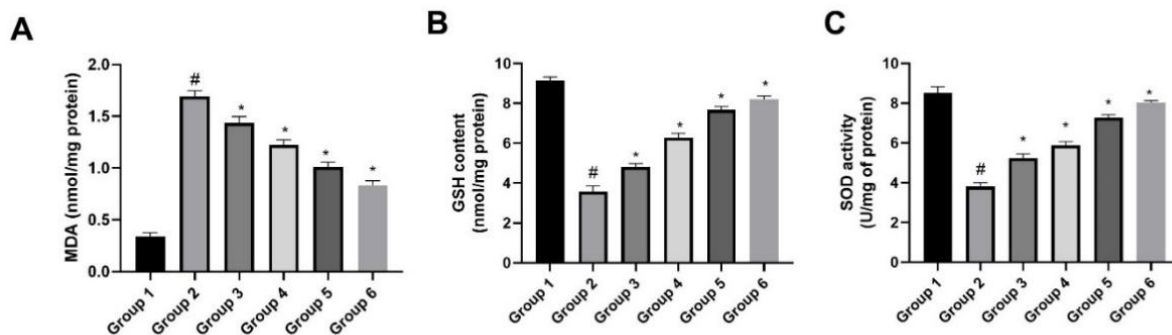 A
MDA (nmol/mg protein)
2.0
1.5
1.0
0.5
0.0
#
*
*
*
*
Group 1
Group 2
Group 3
Group 4
Group 5
Group 6
B
GSH content
(nmol/mg protein)
10
8
6
4
2
0
#
*
*
*
*
Group 1
Group 2
Group 3
Group 4
Group 5
Group 6
C
SOD activity
(U/mg of protein)
10
8
6
4
2
0
#
*
*
*
*
Group 1
Group 2
Group 3
Group 4
Group 5
Group 6